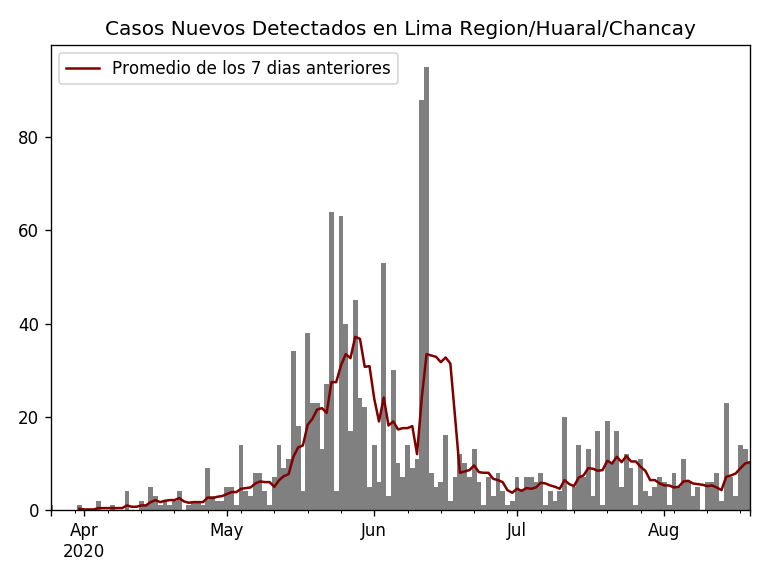 Casos Nuevos Detectados en Lima Region/Huaral/Chancay
Promedio de los 7 dias anteriores
80
60
40
20
0
Apr May Jun Jul Aug
2020